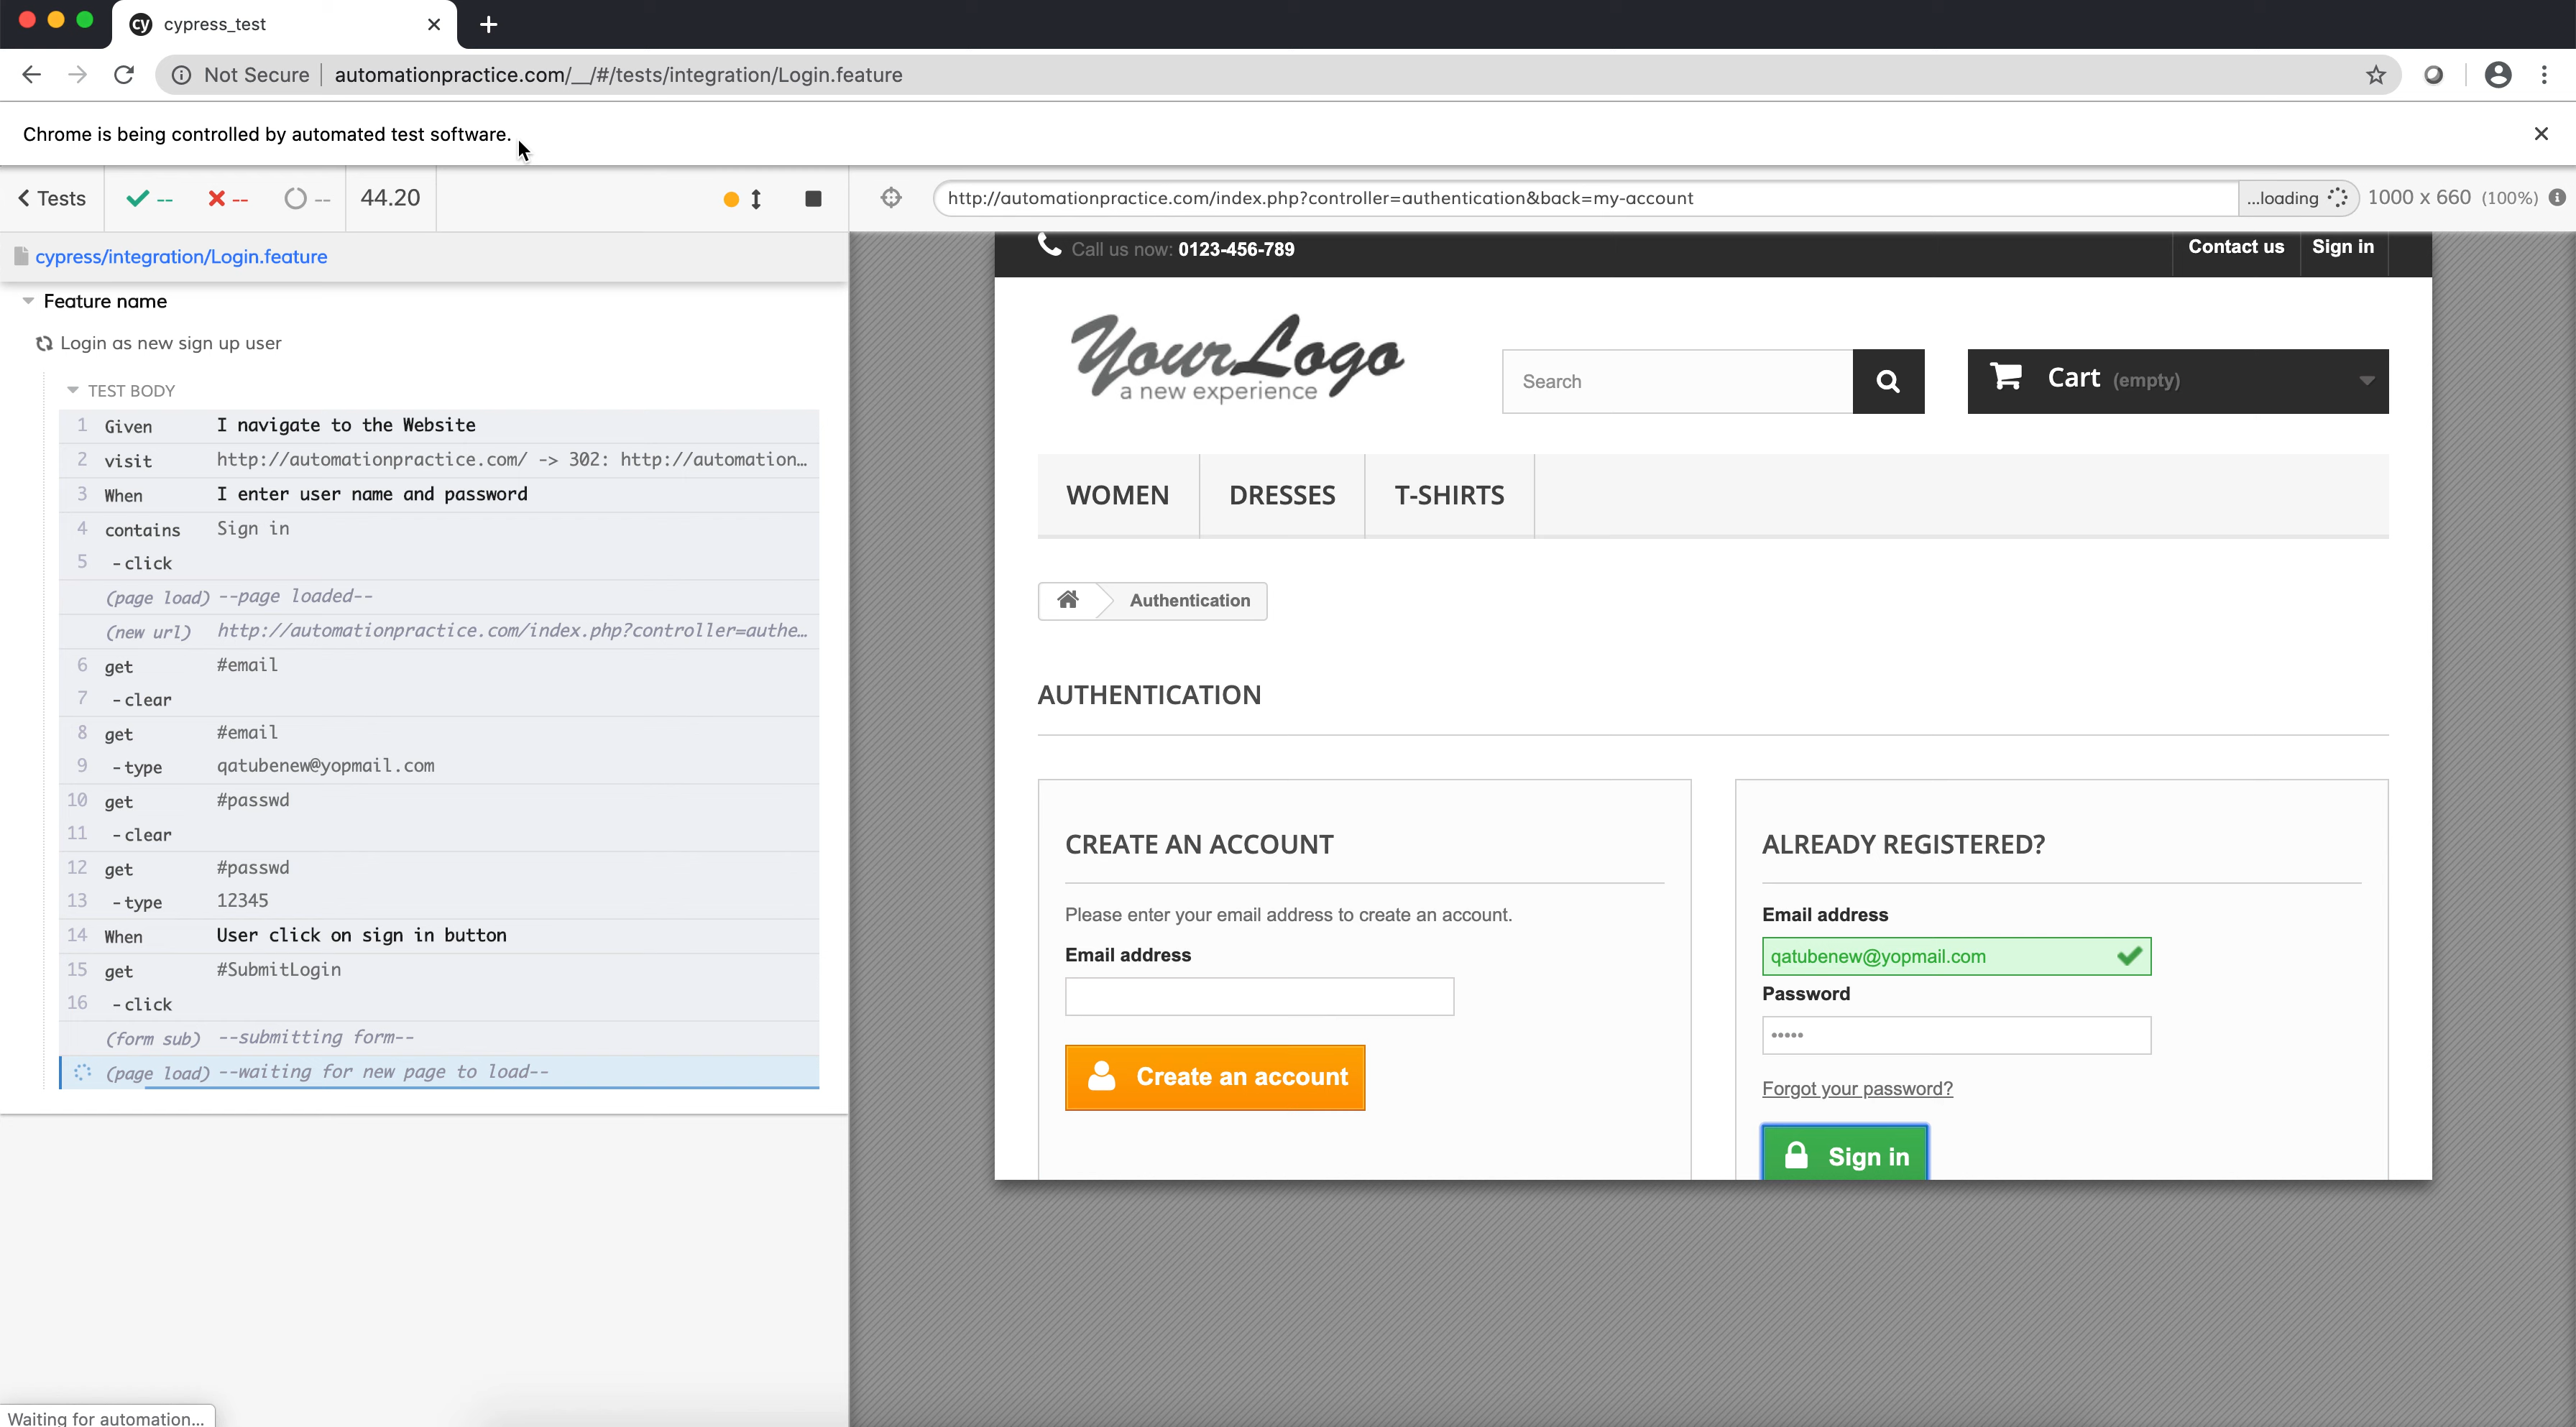 cy cypress_test
Not Secure automationpractice.com/__/#/tests/integration/Login.feature
Chrome is being controlled by automated test software.
Tests -- -- -- 44.20
http://automationpractice.com/index.php?controller=authentication&back=my-account ...loading 1000 x 660 (100%)
cypress/integration/Login.feature
Feature name
Login as new sign up user
TEST BODY
1 Given I navigate to the Website
2 visit http://automationpractice.com/ -> 302: http://automation...
3 When I enter user name and password
4 contains Sign in
5 -click
(page load) --page loaded--
(new url) http://automationpractice.com/index.php?controller=authe...
6 get #email
7 -clear
8 get #email
9 -type qatubenew@yopmail.com
10 get #passwd
11 -clear
12 get #passwd
13 -type 12345
14 When User click on sign in button
15 get #SubmitLogin
16 -click
(form sub) --submitting form--
(page load) --waiting for new page to load--
Waiting for automation...
Call us now: 0123-456-789 Contact us Sign in
Your Logo
a new experience
Search
Cart (empty)
WOMEN DRESSES T-SHIRTS
Authentication
AUTHENTICATION
CREATE AN ACCOUNT
Please enter your email address to create an account.
Email address
Create an account
ALREADY REGISTERED?
Email address
qatubenew@yopmail.com
Password
•••••
Forgot your password?
Sign in